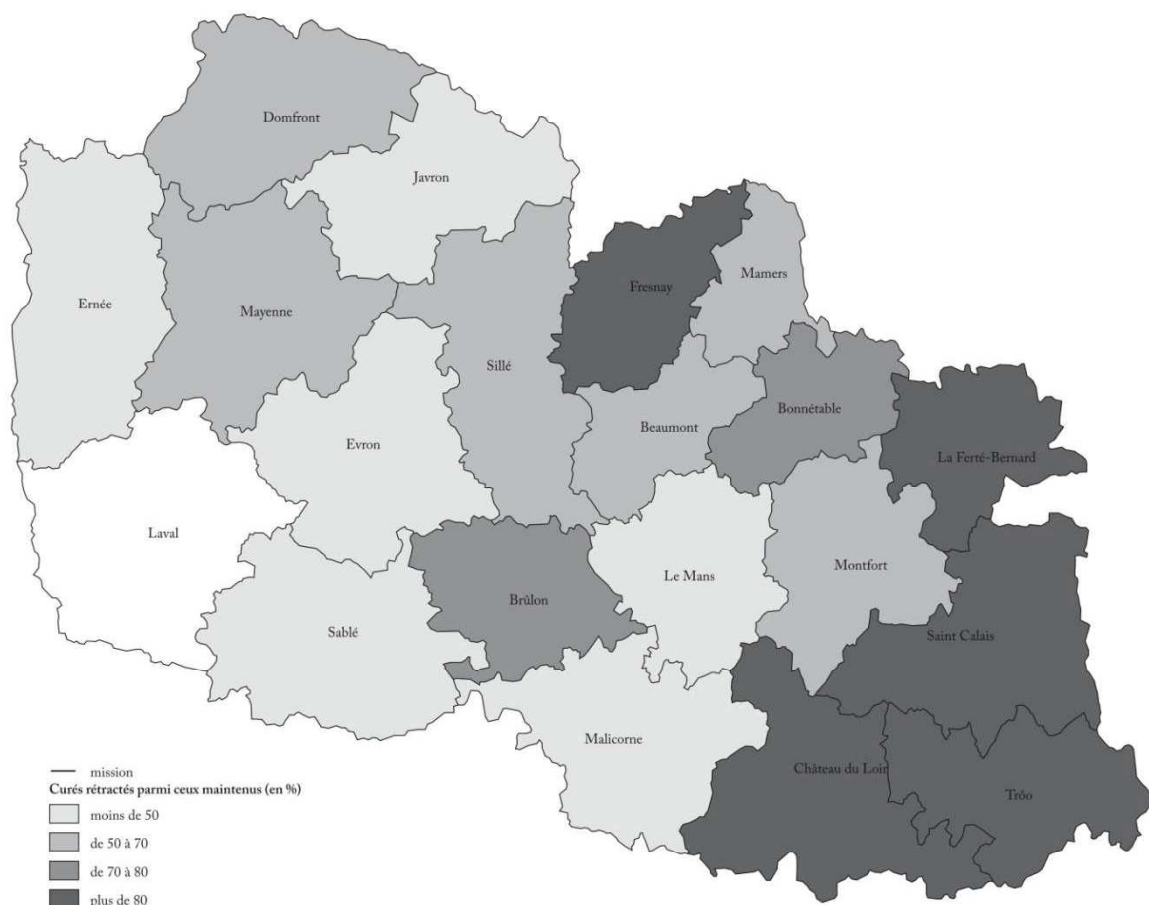 Domfront
Javron
Ernée
Mayenne
Fresnay
Mamers
Sillé
Bonnétable
Beaumont
Evron
La Ferté-Bernard
Laval
Le Mans
Montfort
Brûlon
Sablé
Saint Calais
Malicorne
Château du Loir
Trôo
mission
Curés rétractés parmi ceux maintenus (en %)
moins de 50
de 50 à 70
de 70 à 80
plus de 80